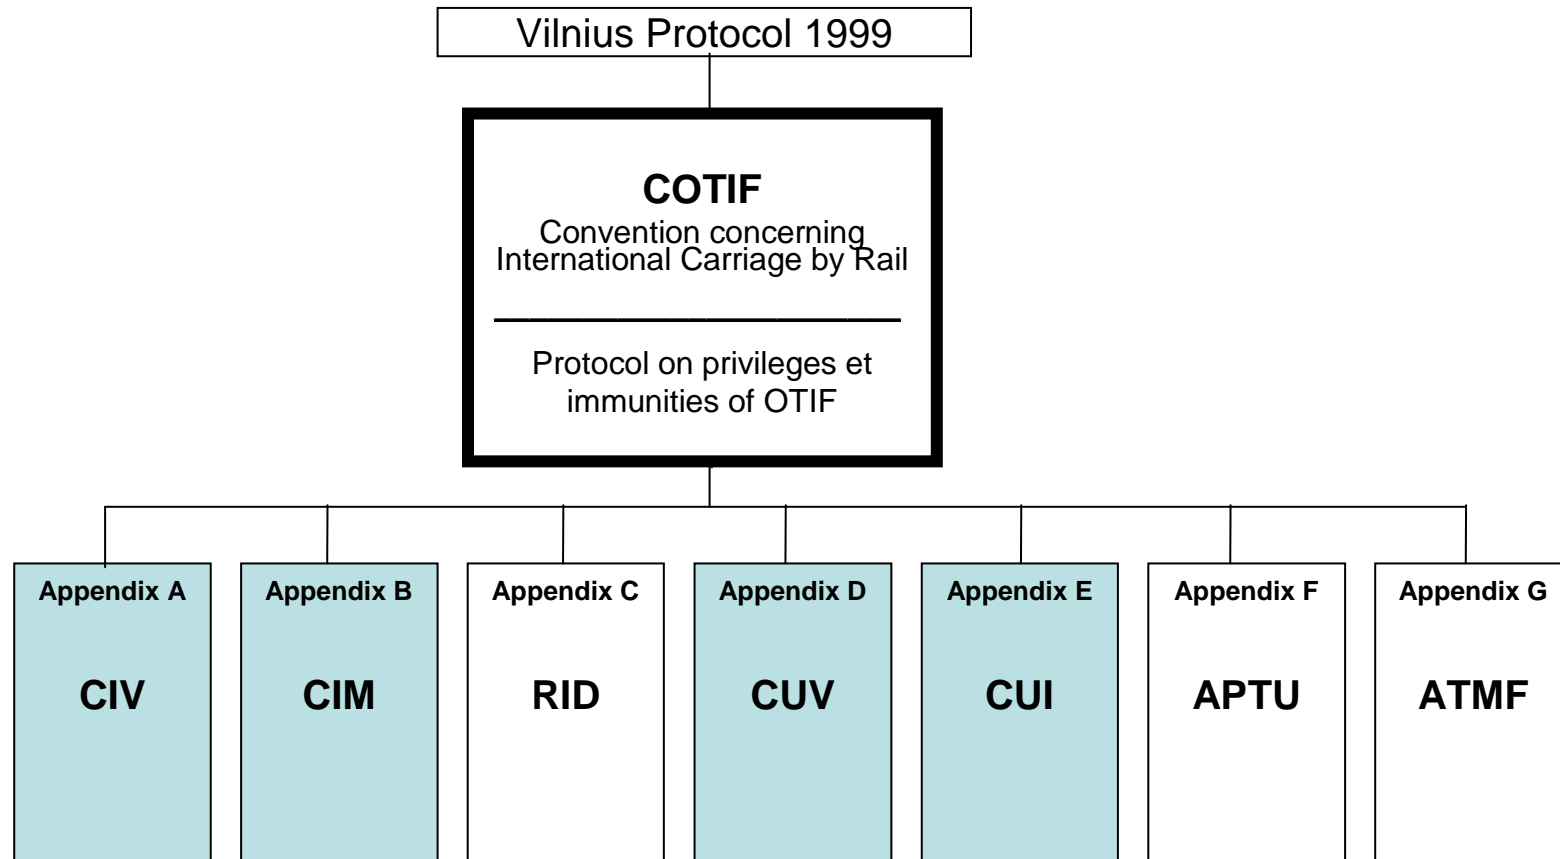 Vilnius Protocol 1999
COTIF
Convention concerning
International Carriage by Rail
Protocol on privileges et
immunities of OTIF
Appendix A
CIV
Appendix B
CIM
Appendix C
RID
Appendix D
CUV
Appendix E
CUI
Appendix F
APTU
Appendix G
ATMF